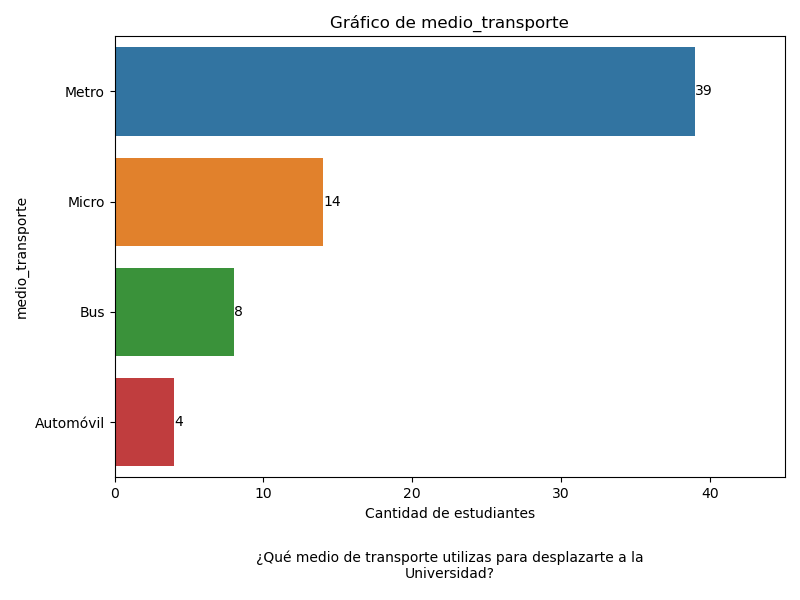 Gráfico de medio_transporte
medio_transporte
Metro
39
Micro
14
Bus
8
Automóvil
4
0 10 20 30 40
Cantidad de estudiantes
¿Qué medio de transporte utilizas para desplazarte a la
Universidad?